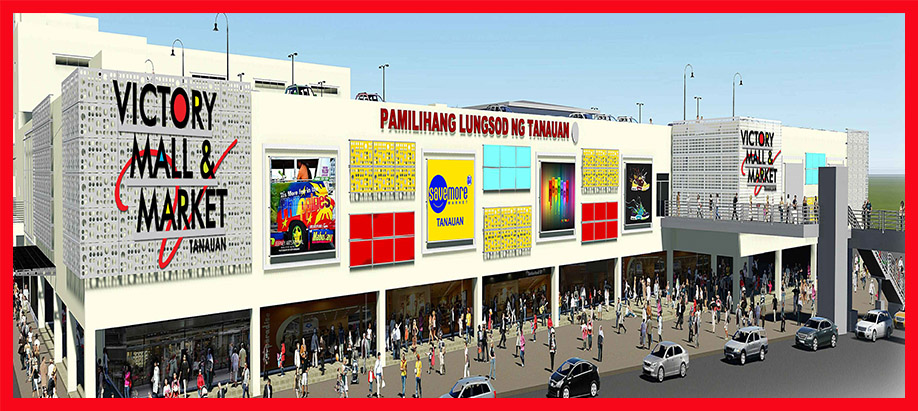 VICTORY
MALL &
MARKET
TANAUAN
PAMILIHANG LUNGSOD NG TANAUAN
savemore
TANAUAN
VICTORY
MALL &
MARKET